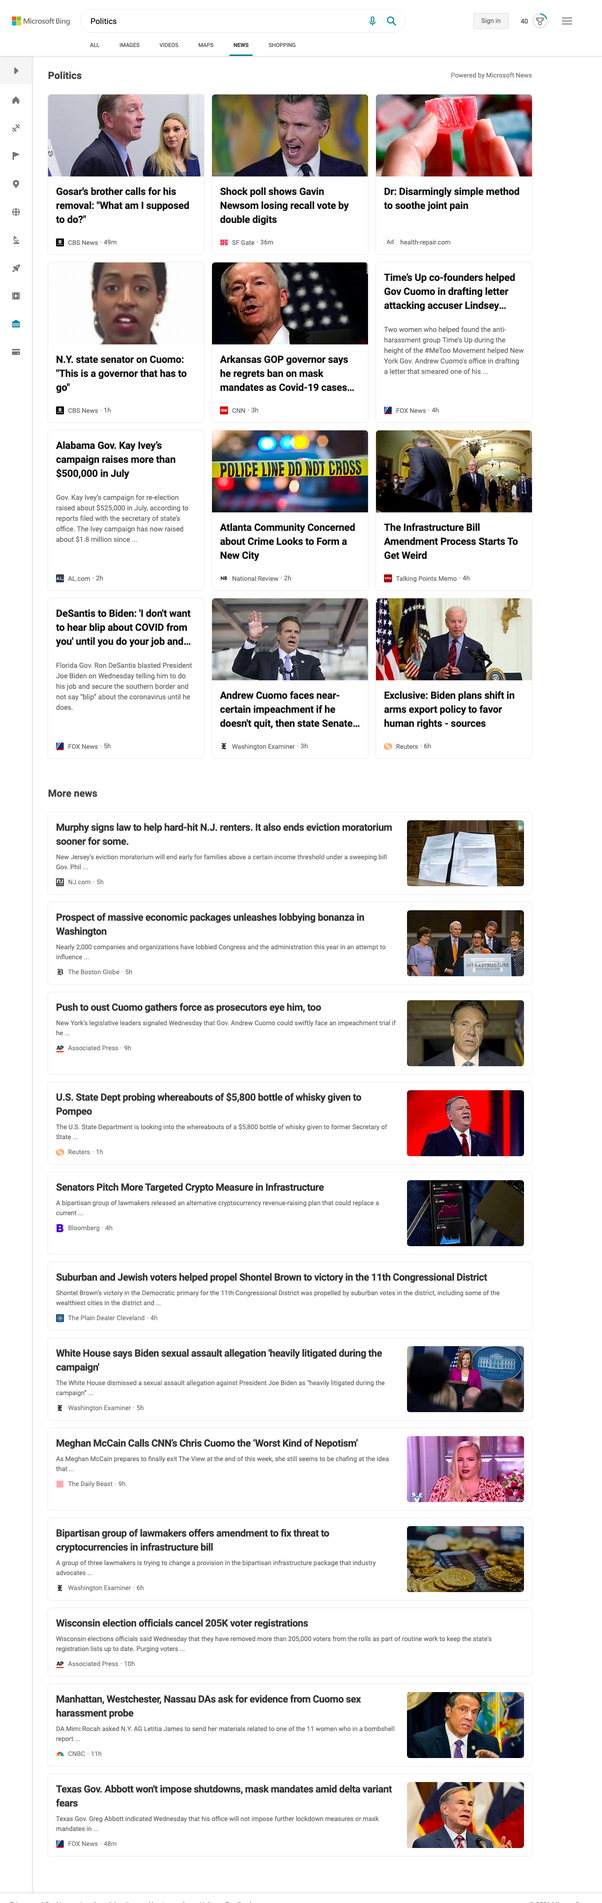 Microsoft Bing
Politics
Sign in
40
ALL
IMAGES
VIDEOS
MAPS
NEWS
SHOPPING
Politics
Powered by Microsoft News
Gosar's brother calls for his
removal: "What am I supposed
to do?"
CBS News · 49m
Shock poll shows Gavin
Newsom losing recall vote by
double digits
SF Gate · 36m
Dr: Disarmingly simple method
to soothe joint pain
Ad health-repair.com
N.Y. state senator on Cuomo:
"This is a governor that has to
go"
CBS News · 1h
Arkansas GOP governor says
he regrets ban on mask
mandates as Covid-19 cases...
CNN · 3h
Time's Up co-founders helped
Gov Cuomo in drafting letter
attacking accuser Lindsey...
Two women who helped found the anti-
harassment group Time's Up during the
height of the #MeToo Movement helped New
York Gov. Andrew Cuomo's office in drafting
a letter that smeared one of his ...
FOX News · 4h
Alabama Gov. Kay Ivey's
campaign raises more than
$500,000 in July
Gov. Kay Ivey's campaign for re-election
raised about $525,000 in July, according to
reports filed with the secretary of state's
office. The Ivey campaign has now raised
about $1.8 million since ...
AL.com · 2h
POLICE LINE DO NOT CROSS
Atlanta Community Concerned
about Crime Looks to Form a
New City
NR National Review · 2h
The Infrastructure Bill
Amendment Process Starts To
Get Weird
Talking Points Memo · 4h
DeSantis to Biden: 'I don't want
to hear blip about COVID from
you' until you do your job and...
Florida Gov. Ron DeSantis blasted President
Joe Biden on Wednesday telling him to do
his job and secure the southern border and
not say "blip" about the coronavirus until he
does.
FOX News · 5h
Andrew Cuomo faces near-
certain impeachment if he
doesn't quit, then state Senate...
Washington Examiner · 3h
Exclusive: Biden plans shift in
arms export policy to favor
human rights - sources
Reuters · 6h
More news
Murphy signs law to help hard-hit N.J. renters. It also ends eviction moratorium
sooner for some.
New Jersey's eviction moratorium will end early for families above a certain income threshold under a sweeping bill
Gov. Phil ...
NJ.com · 5h
Prospect of massive economic packages unleashes lobbying bonanza in
Washington
Nearly 2,000 companies and organizations have lobbied Congress and the administration this year in an attempt to
influence ...
The Boston Globe · 5h
INFRASTRUCTURE
Push to oust Cuomo gathers force as prosecutors eye him, too
New York's legislative leaders signaled Wednesday that Gov. Andrew Cuomo could swiftly face an impeachment trial if
he ...
AP Associated Press · 9h
U.S. State Dept probing whereabouts of $5,800 bottle of whisky given to
Pompeo
The U.S. State Department is looking into the whereabouts of a $5,800 bottle of whisky given to former Secretary of
State ...
Reuters · 1h
Senators Pitch More Targeted Crypto Measure in Infrastructure
A bipartisan group of lawmakers released an alternative cryptocurrency revenue-raising plan that could replace a
current ...
B Bloomberg · 4h
Suburban and Jewish voters helped propel Shontel Brown to victory in the 11th Congressional District
Shontel Brown's victory in the Democratic primary for the 11th Congressional District was propelled by suburban votes in the district, including some of the
wealthiest cities in the district and ...
The Plain Dealer Cleveland · 4h
White House says Biden sexual assault allegation 'heavily litigated during the
campaign'
The White House dismissed a sexual assault allegation against President Joe Biden as "heavily litigated during the
campaign" ...
Washington Examiner · 5h
Meghan McCain Calls CNN's Chris Cuomo the 'Worst Kind of Nepotism'
As Meghan McCain prepares to finally exit The View at the end of this week, she still seems to be chafing at the idea
that ...
The Daily Beast · 9h
Bipartisan group of lawmakers offers amendment to fix threat to
cryptocurrencies in infrastructure bill
A group of three lawmakers is trying to change a provision in the bipartisan infrastructure package that industry
advocates ...
Washington Examiner · 6h
Wisconsin election officials cancel 205K voter registrations
Wisconsin elections officials said Wednesday that they have removed more than 205,000 voters from the rolls as part of routine work to keep the state's
registration lists up to date. Purging voters ...
AP Associated Press · 10h
Manhattan, Westchester, Nassau DAs ask for evidence from Cuomo sex
harassment probe
DA Mimi Rocah asked N.Y. AG Letitia James to send her materials related to one of the 11 women who in a bombshell
report ...
CNBC · 11h
Texas Gov. Abbott won't impose shutdowns, mask mandates amid delta variant
fears
Texas Gov. Greg Abbott indicated Wednesday that his office will not impose further lockdown measures or mask
mandates in ...
FOX News · 48m